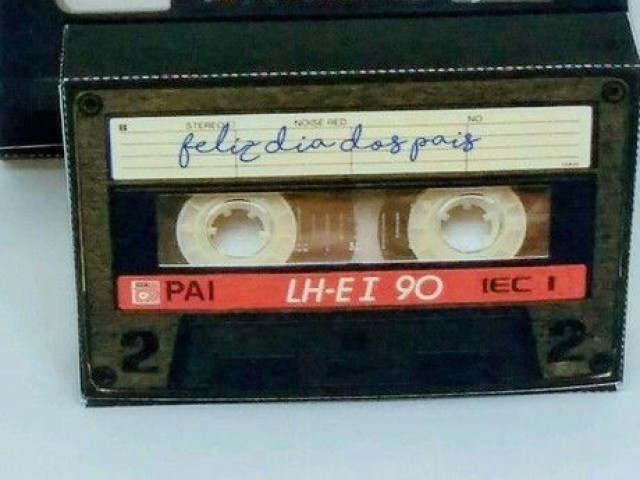 STEREO NOISE RED NO
feliz dia dos pais
PAI LH-E I 90 IEC I
2 2